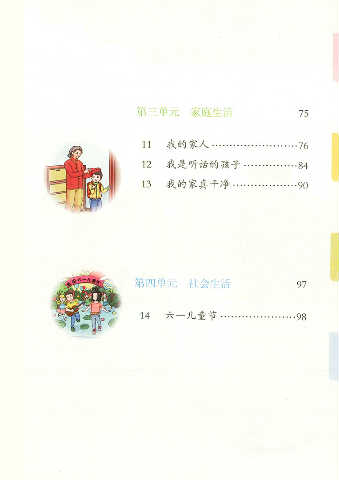 第三单元 家庭生活 75
11 我的家人 76
12 我是听话的孩子 84
13 我的家真干净 90
第四单元 社会生活 97
14 六一儿童节 98